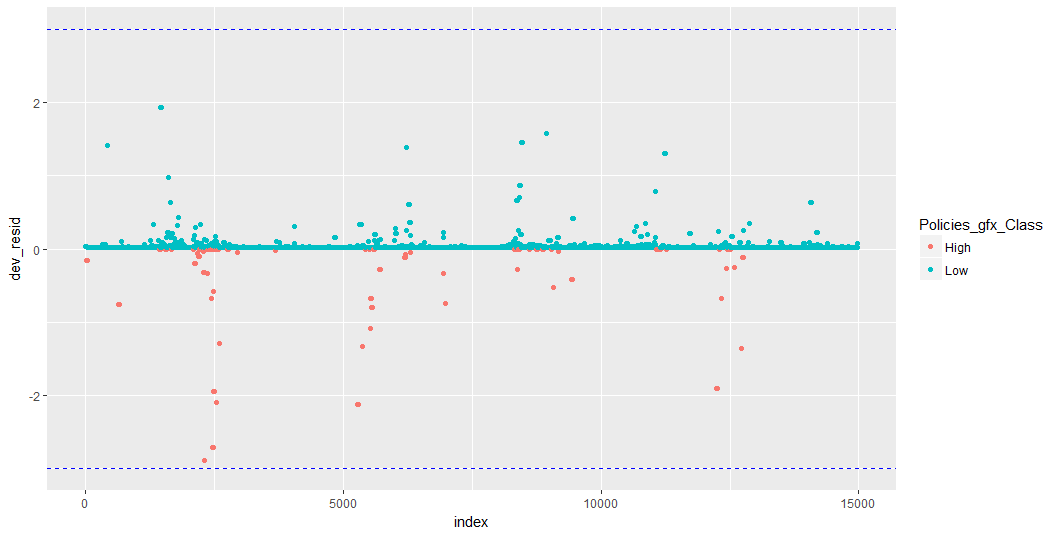 2
0
-2
dev_resid
0
5000
10000
15000
index
Policies_gfx_Class
High
Low